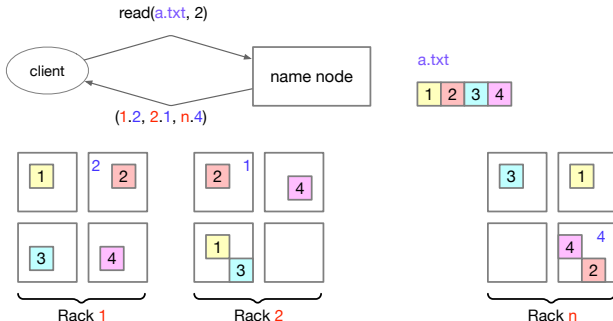 read(a.txt, 2)
client
name node
(1.2, 2.1, n.4)
a.txt
1 2 3 4
1 2 2 2 1 3 1
4
3 4 1 3 4 4 2
Rack 1 Rack 2 Rack n